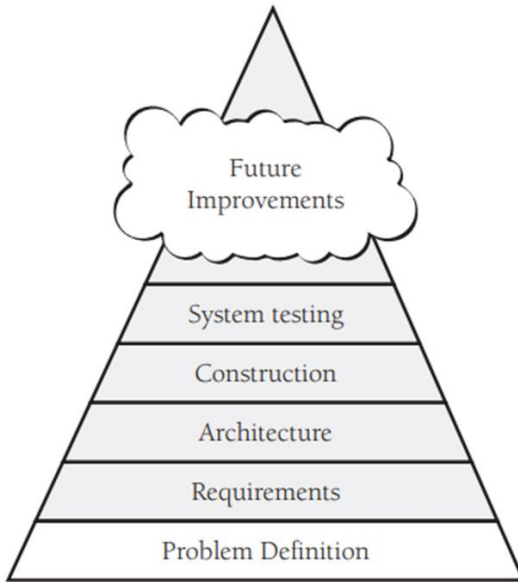 Future
Improvements
System testing
Construction
Architecture
Requirements
Problem Definition